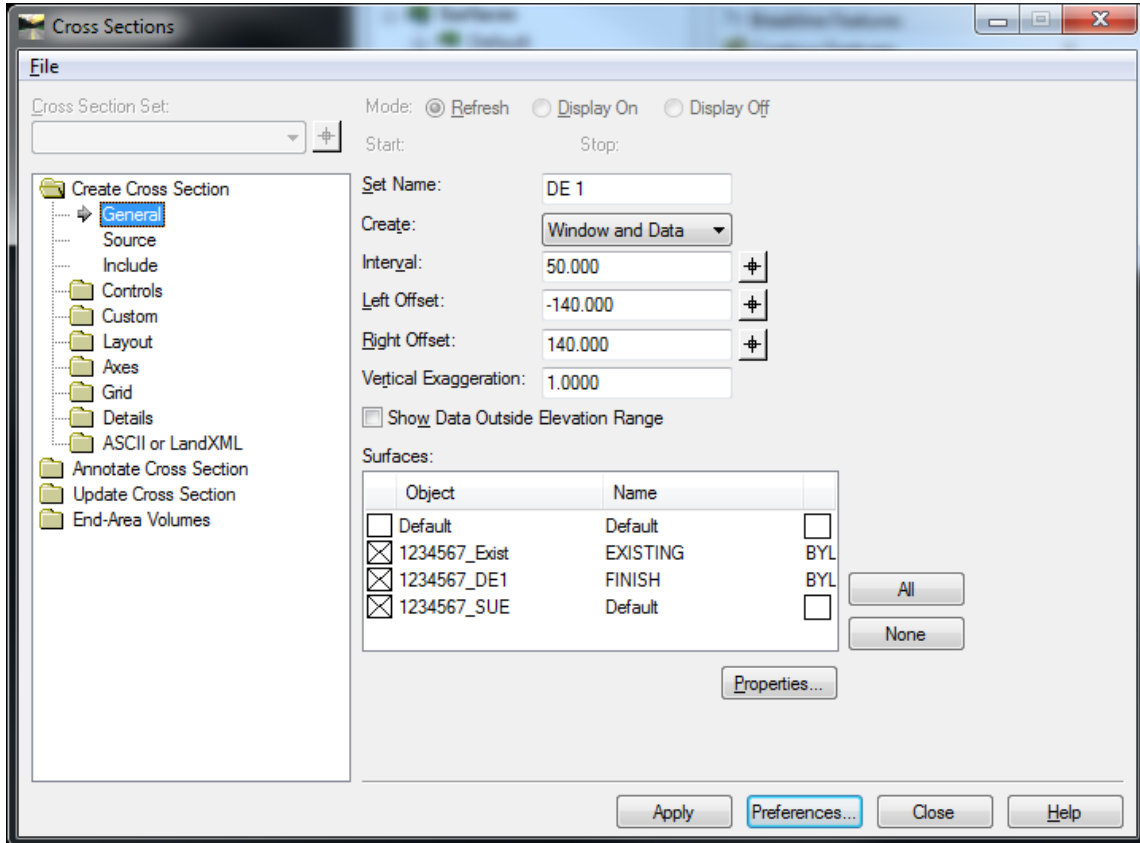 Cross Sections
File
Cross Section Set:
Mode: Refresh Display On Display Off
Start: Stop:
Create Cross Section
General
Source
Include
Controls
Custom
Layout
Axes
Grid
Details
ASCII or LandXML
Annotate Cross Section
Update Cross Section
End-Area Volumes
Set Name: DE 1
Create: Window and Data
Interval: 50.000
Left Offset: -140.000
Right Offset: 140.000
Vertical Exaggeration: 1.0000
Show Data Outside Elevation Range
Surfaces:
Object Name
Default Default
1234567_Exist EXISTING BYL
1234567_DE1 FINISH BYL
1234567_SUE Default
All
None
Properties...
Apply Preferences... Close Help